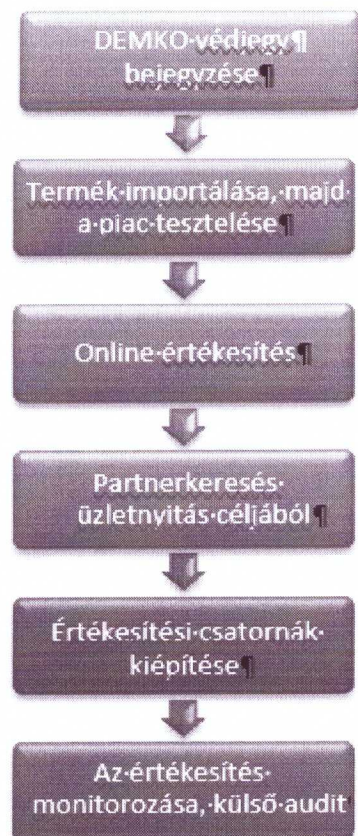 DEMKO védjegy
bejegyzése
Termék importálása, majd
a piac tesztelése
Online értékesítés
Partnerkeresés
üzletnyitás céljából
Értékesítési csatornák
kiépítése
Az értékesítés
monitorozása, külső audit